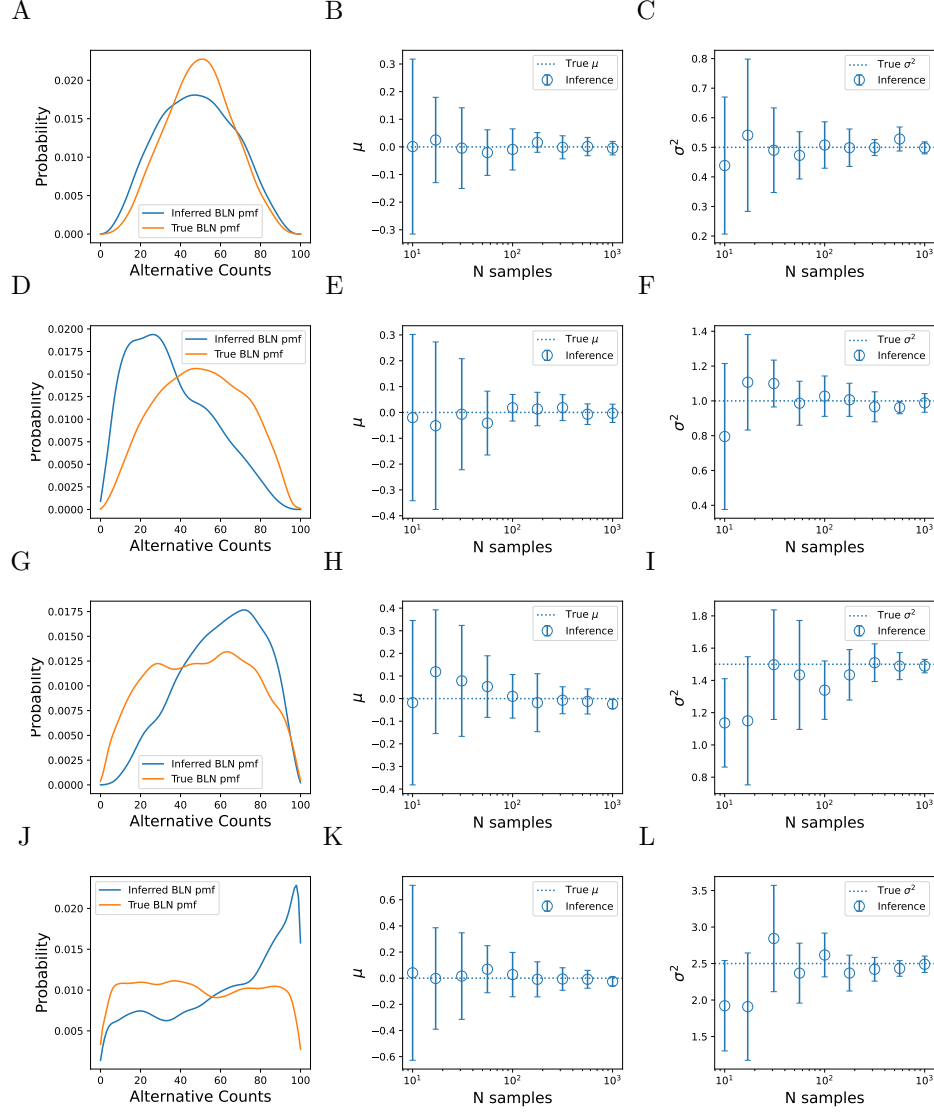 A
B
C
Probability
0.020
0.015
0.010
0.005
0.000
Inferred BLN pmf
True BLN pmf
0 20 40 60 80 100
Alternative Counts
μ
0.3
0.2
0.1
0.0
−0.1
−0.2
−0.3
True μ
Inference
10¹ 10² 10³
N samples
σ²
0.8
0.7
0.6
0.5
0.4
0.3
0.2
True σ²
Inference
10¹ 10² 10³
N samples
D
E
F
Probability
0.0200
0.0175
0.0150
0.0125
0.0100
0.0075
0.0050
0.0025
0.0000
Inferred BLN pmf
True BLN pmf
0 20 40 60 80 100
Alternative Counts
μ
0.3
0.2
0.1
0.0
−0.1
−0.2
−0.3
−0.4
True μ
Inference
10¹ 10² 10³
N samples
σ²
1.4
1.2
1.0
0.8
0.6
0.4
True σ²
Inference
10¹ 10² 10³
N samples
G
H
I
Probability
0.0175
0.0150
0.0125
0.0100
0.0075
0.0050
0.0025
0.0000
Inferred BLN pmf
True BLN pmf
0 20 40 60 80 100
Alternative Counts
μ
0.4
0.3
0.2
0.1
0.0
−0.1
−0.2
−0.3
−0.4
True μ
Inference
10¹ 10² 10³
N samples
σ²
1.8
1.6
1.4
1.2
1.0
0.8
True σ²
Inference
10¹ 10² 10³
N samples
J
K
L
Probability
0.020
0.015
0.010
0.005
Inferred BLN pmf
True BLN pmf
0 20 40 60 80 100
Alternative Counts
μ
0.6
0.4
0.2
0.0
−0.2
−0.4
−0.6
True μ
Inference
10¹ 10² 10³
N samples
σ²
3.5
3.0
2.5
2.0
1.5
True σ²
Inference
10¹ 10² 10³
N samples